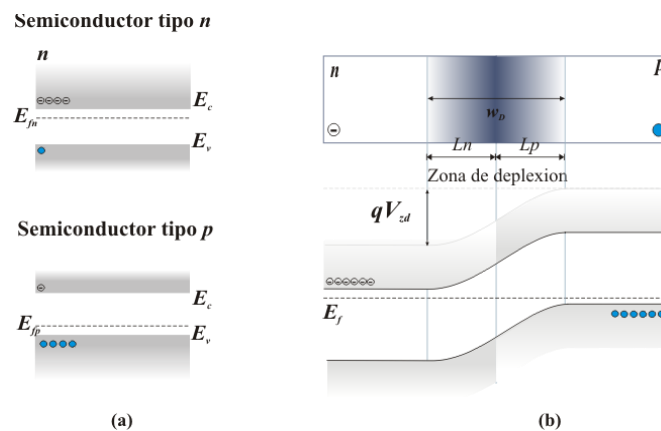 Semiconductor tipo n
n
E_c
E_fn
E_v
Semiconductor tipo p
E_c
E_fp
E_v
(a)
n
w_D
Ln
Lp
Zona de deplexion
qV_zd
E_f
(b)